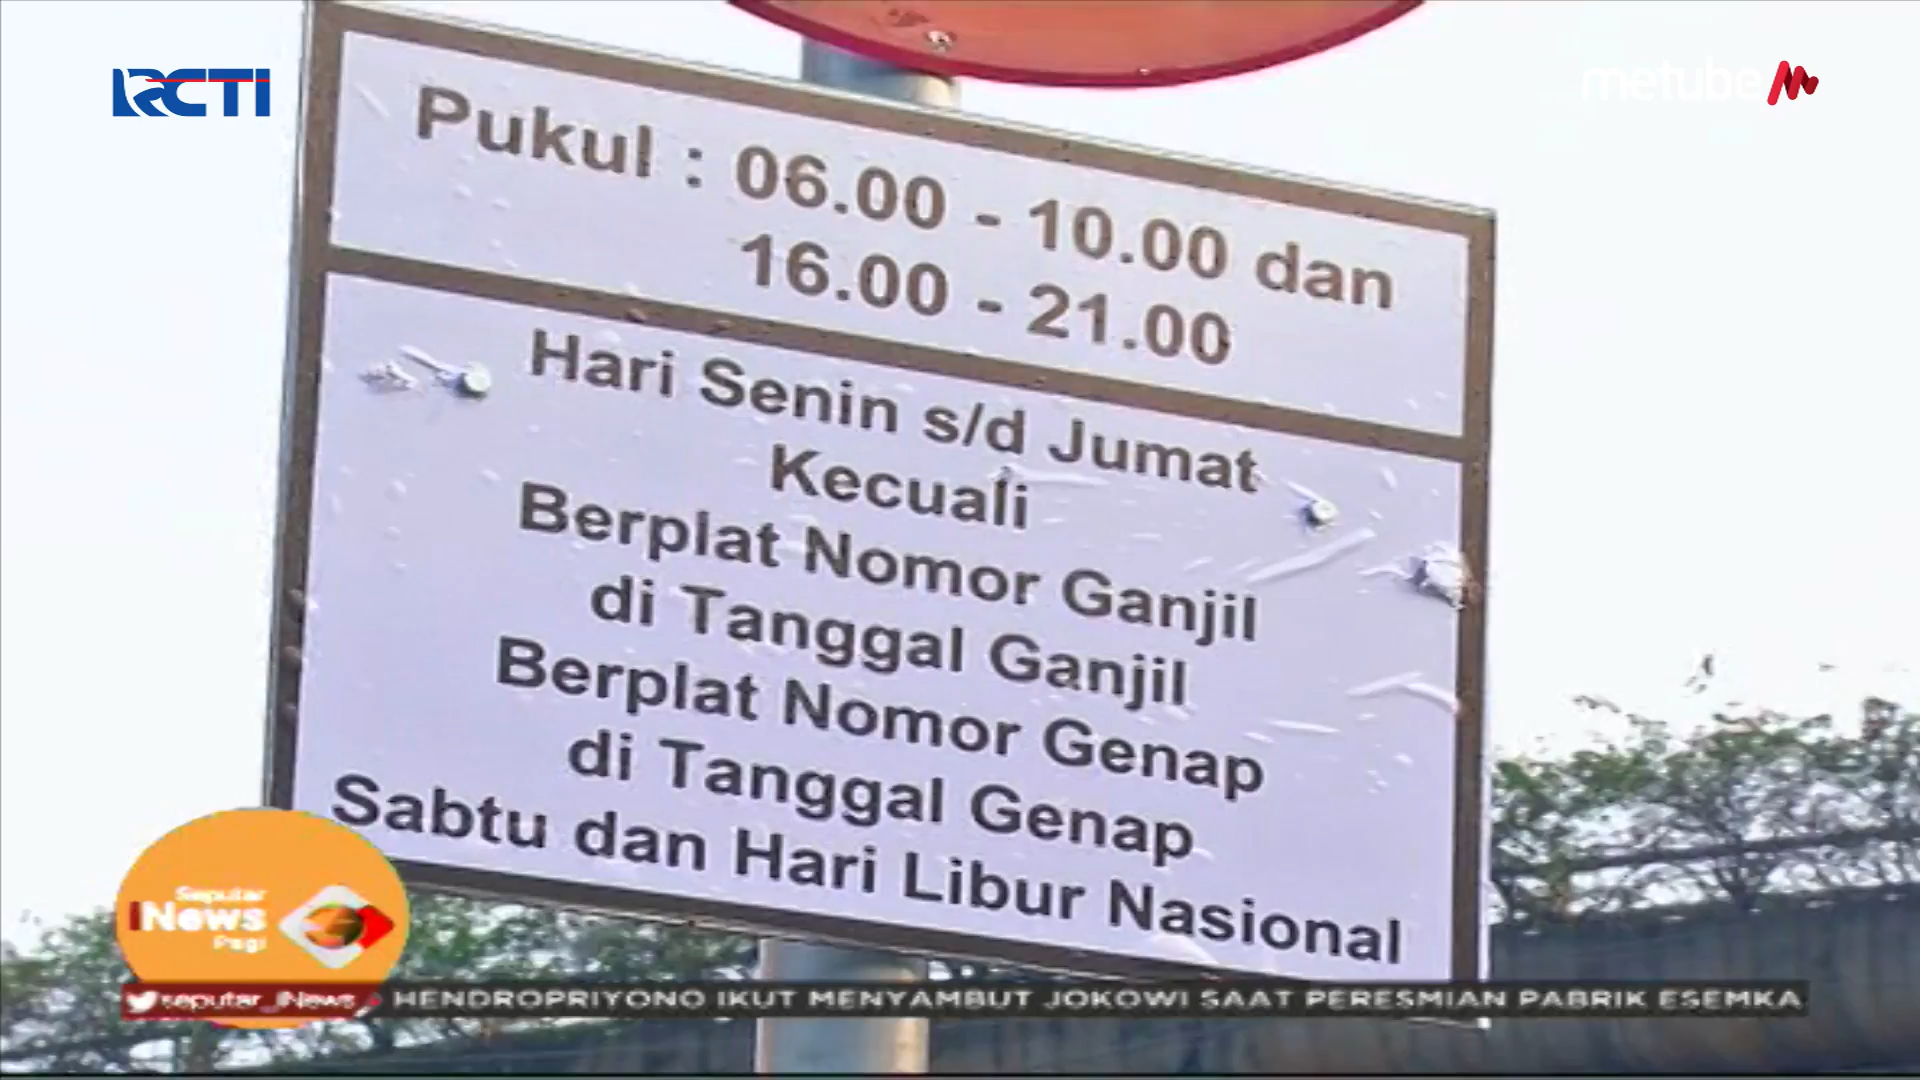 RCTI
metube
Pukul : 06.00 - 10.00 dan
16.00 - 21.00
Hari Senin s/d Jumat
Kecuali
Berplat Nomor Ganjil
di Tanggal Ganjil
Berplat Nomor Genap
di Tanggal Genap
Sabtu dan Hari Libur Nasional
Seputar
iNews
Pagi
seputar_iNews
HENDROPRIYONO IKUT MENYAMBUT JOKOWI SAAT PERESMIAN PABRIK ESEMKA